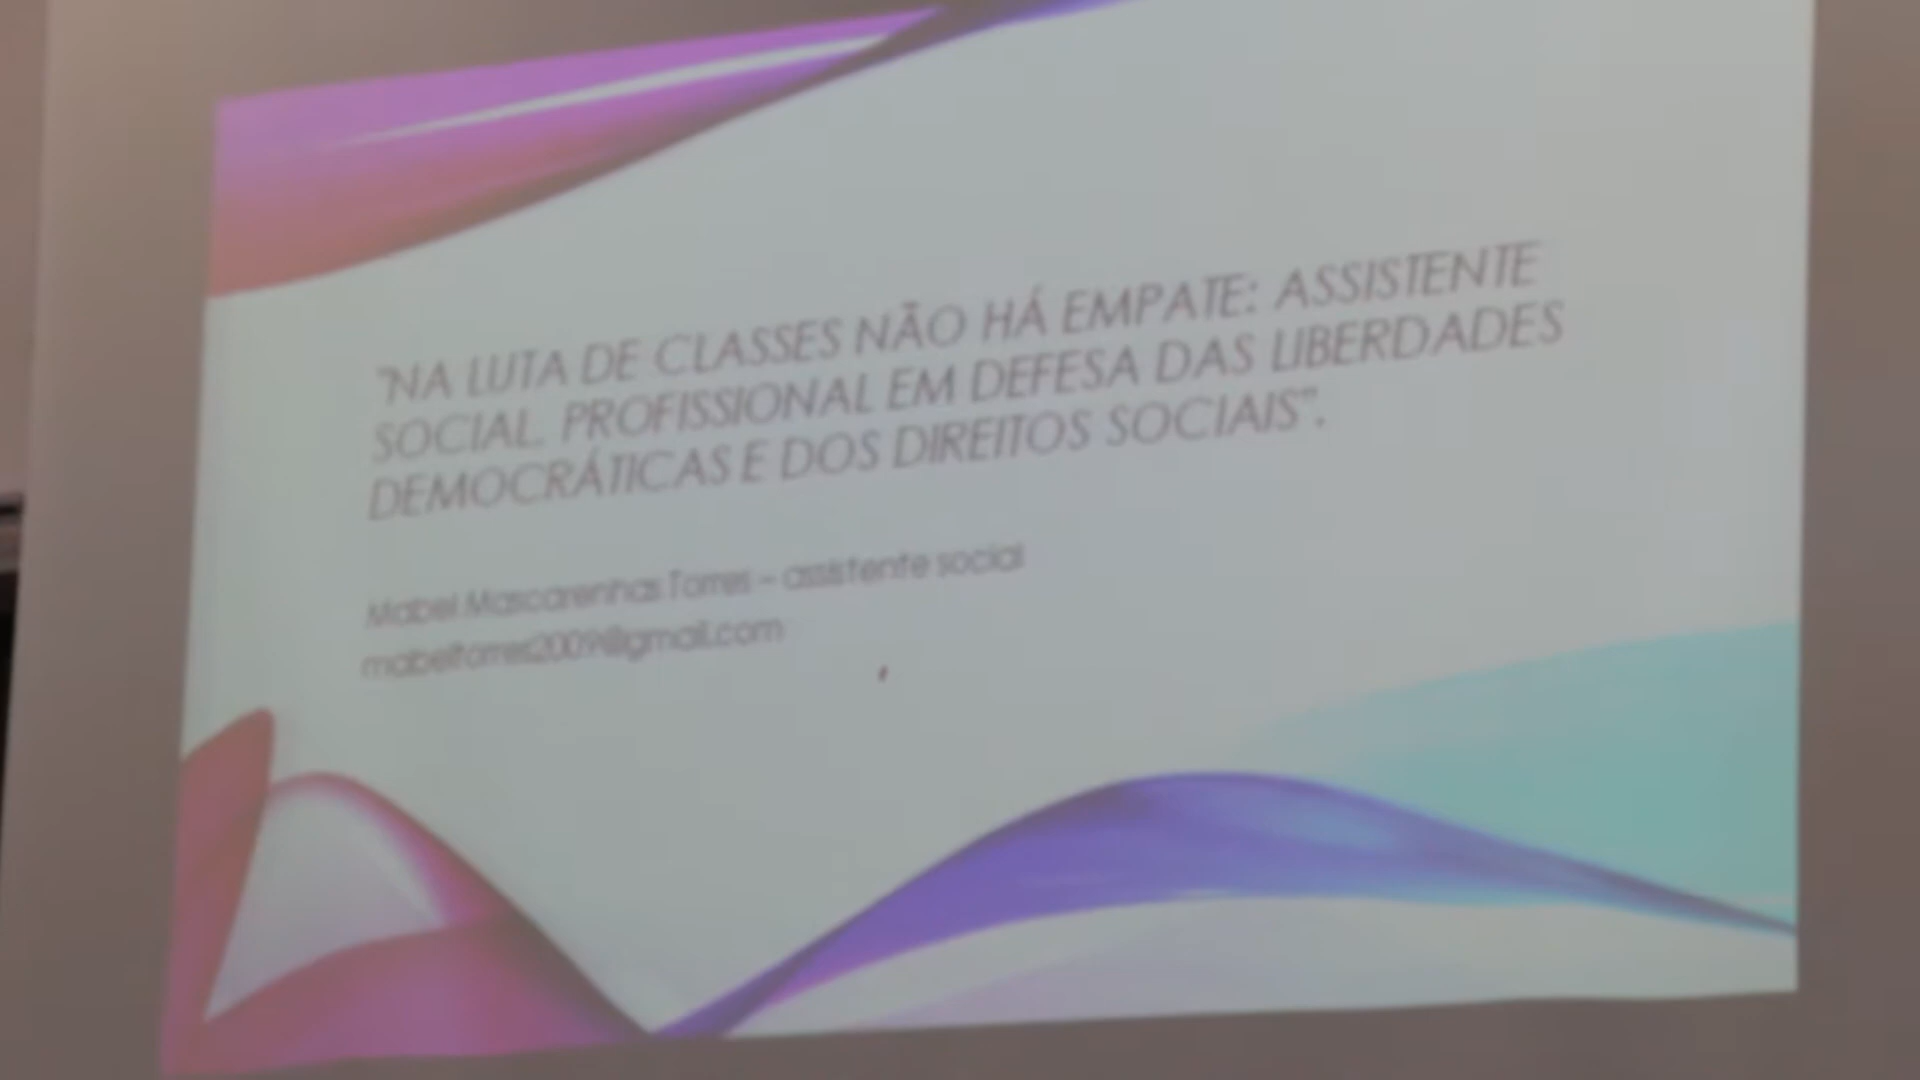 "NA LUTA DE CLASSES NÃO HÁ EMPATE: ASSISTENTE
SOCIAL. PROFISSIONAL EM DEFESA DAS LIBERDADES
DEMOCRÁTICAS E DOS DIREITOS SOCIAIS".
Mabel Mascarenhas Torres – assistente social
mabeltorres2009@gmail.com